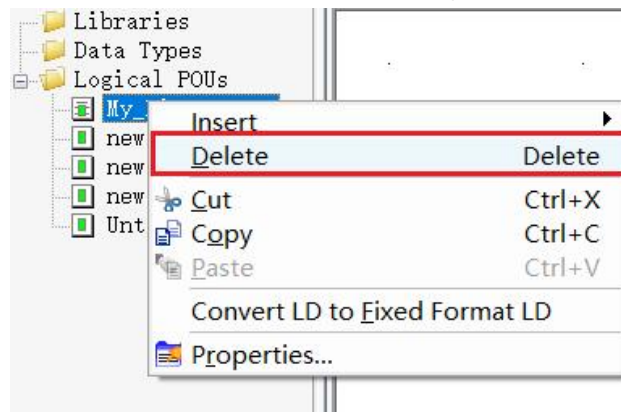 Libraries
Data Types
Logical POUs
My_
new
new
new
Unt
Insert
Delete Delete
Cut Ctrl+X
Copy Ctrl+C
Paste Ctrl+V
Convert LD to Fixed Format LD
Properties...